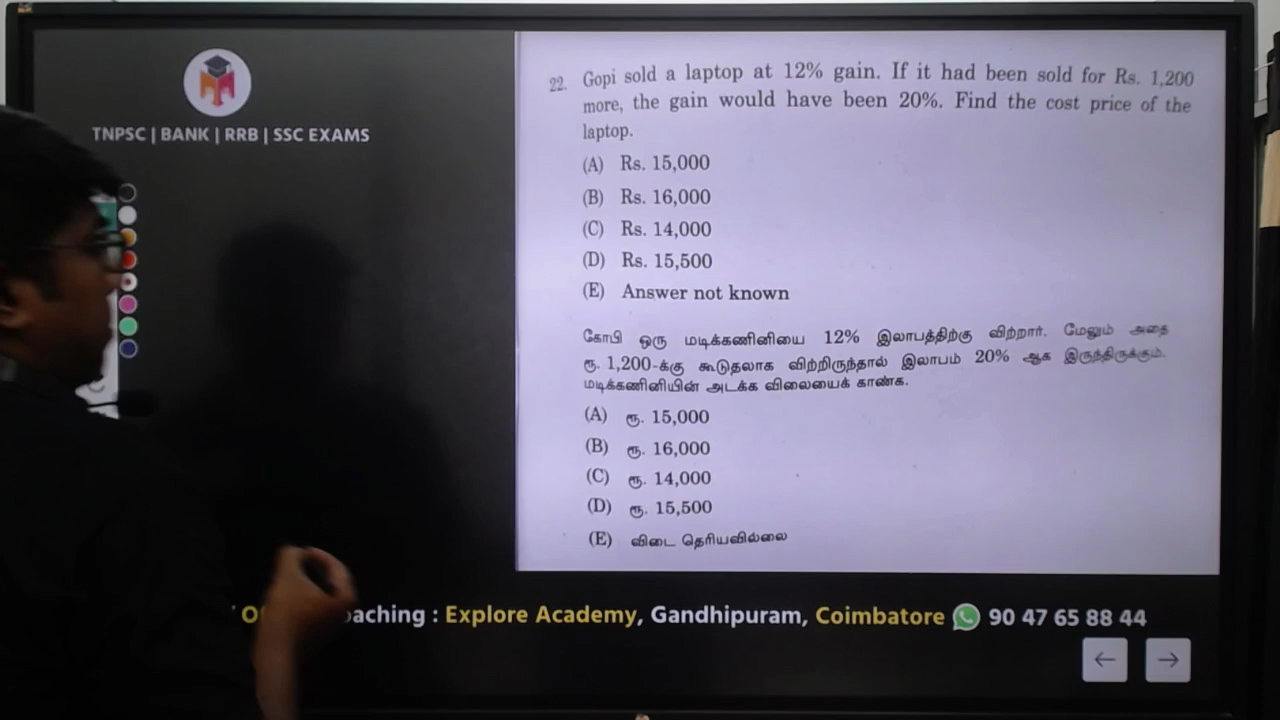 TNPSC | BANK | RRB | SSC EXAMS
22. Gopi sold a laptop at 12% gain. If it had been sold for Rs. 1,200
more, the gain would have been 20%. Find the cost price of the
laptop.
(A) Rs. 15,000
(B) Rs. 16,000
(C) Rs. 14,000
(D) Rs. 15,500
(E) Answer not known
கோபி ஒரு மடிக்கணினியை 12% இலாபத்திற்கு விற்றார். மேலும் அதை
ரூ. 1,200-க்கு கூடுதலாக விற்றிருந்தால் இலாபம் 20% ஆக இருந்திருக்கும்.
மடிக்கணினியின் அடக்க விலையைக் காண்க.
(A) ரூ. 15,000
(B) ரூ. 16,000
(C) ரூ. 14,000
(D) ரூ. 15,500
(E) விடை தெரியவில்லை
: Explore Academy, Gandhipuram, Coimbatore 90 47 65 88 44